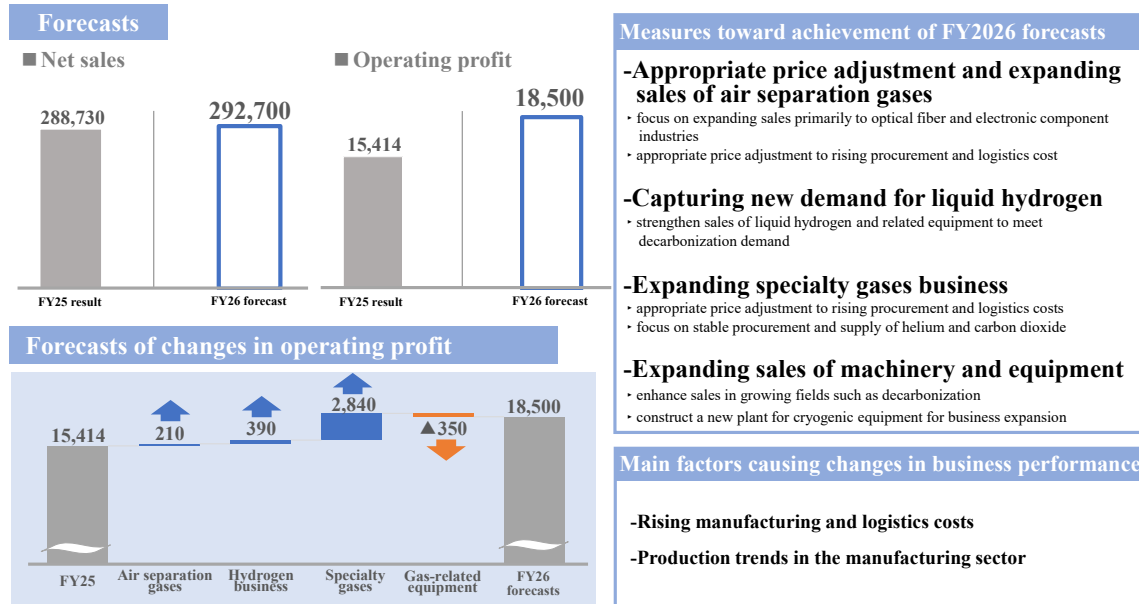 Forecasts
■ Net sales
■ Operating profit
288,730
292,700
15,414
18,500
FY25 result
FY26 forecast
FY25 result
FY26 forecast
Forecasts of changes in operating profit
15,414
210
390
2,840
▲350
18,500
FY25
Air separation
gases
Hydrogen
business
Specialty
gases
Gas-related
equipment
FY26
forecasts
Measures toward achievement of FY2026 forecasts
-Appropriate price adjustment and expanding
sales of air separation gases
‣ focus on expanding sales primarily to optical fiber and electronic component
industries
‣ appropriate price adjustment to rising procurement and logistics cost
-Capturing new demand for liquid hydrogen
‣ strengthen sales of liquid hydrogen and related equipment to meet
decarbonization demand
-Expanding specialty gases business
‣ appropriate price adjustment to rising procurement and logistics costs
‣ focus on stable procurement and supply of helium and carbon dioxide
-Expanding sales of machinery and equipment
‣ enhance sales in growing fields such as decarbonization
‣ construct a new plant for cryogenic equipment for business expansion
Main factors causing changes in business performance
-Rising manufacturing and logistics costs
-Production trends in the manufacturing sector